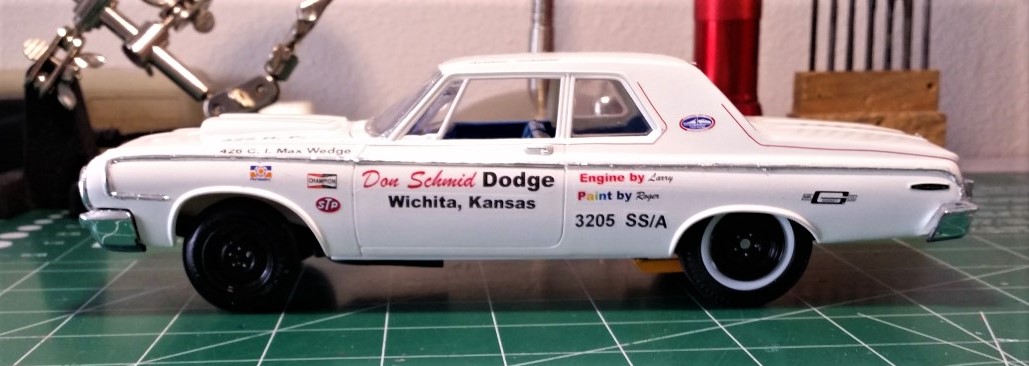 426 C. I. Max Wedge
CHAMPION
STP
Don Schmid Dodge
Wichita, Kansas
Engine by Larry
Paint by Roger
3205 SS/A